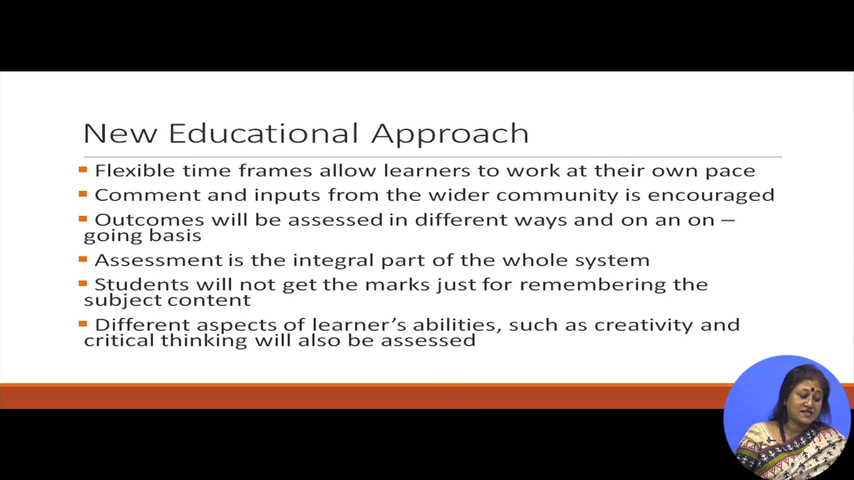 New Educational Approach
Flexible time frames allow learners to work at their own pace
Comment and inputs from the wider community is encouraged
Outcomes will be assessed in different ways and on an on –
going basis
Assessment is the integral part of the whole system
Students will not get the marks just for remembering the
subject content
Different aspects of learner’s abilities, such as creativity and
critical thinking will also be assessed